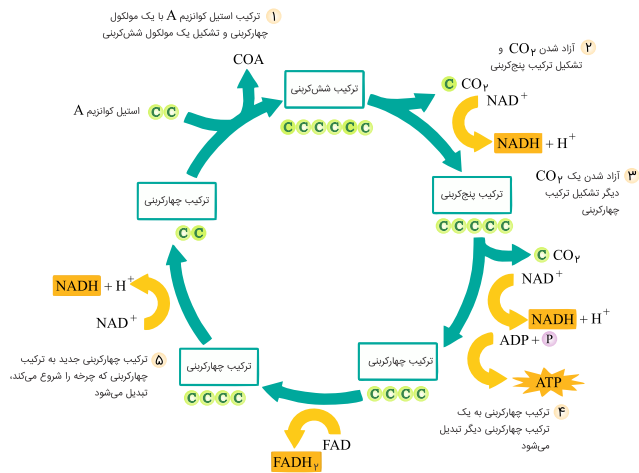 ۱ ترکیب استیل کوانزیم A با یک مولکول
چهارکربنی و تشکیل یک مولکول شش‌کربنی
COA
ترکیب شش‌کربنی
C C C C C C
استیل کوانزیم A
C C
۲ آزاد شدن CO₂ و
تشکیل ترکیب پنج‌کربنی
C CO₂
NAD⁺
NADH + H⁺
۳ آزاد شدن یک CO₂
دیگر تشکیل ترکیب
چهارکربنی
ترکیب پنج‌کربنی
C C C C C
C CO₂
NAD⁺
NADH + H⁺
ADP + P
ATP
۴ ترکیب چهارکربنی به یک
ترکیب چهارکربنی دیگر تبدیل
می‌شود
ترکیب چهارکربنی
C C C C
FAD
FADH₂
ترکیب چهارکربنی
C C C C
۵ ترکیب چهارکربنی جدید به ترکیب
چهارکربنی که چرخه را شروع می‌کند،
تبدیل می‌شود
NAD⁺
NADH + H⁺
ترکیب چهارکربنی
C C